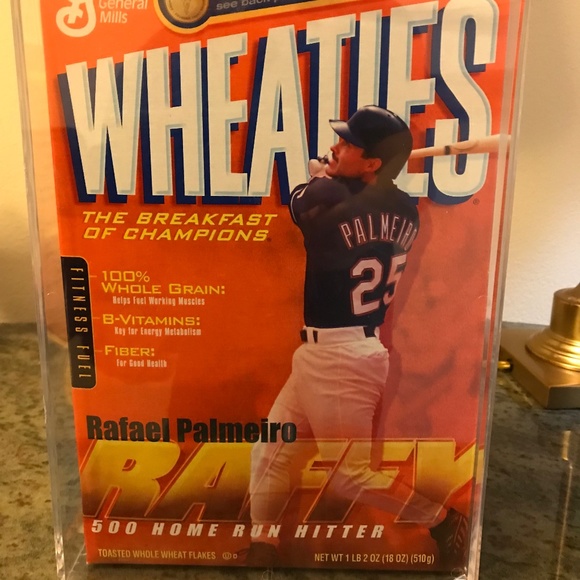 G
General
Mills
see back p
WHEATIES
THE BREAKFAST
OF CHAMPIONS
PALMEIR
25
FITNESS FUEL
100%
WHOLE GRAIN:
Helps Fuel Working Muscles
B-VITAMINS:
Key for Energy Metabolism
FIBER:
For Good Health
Rafael Palmeiro
RAFFY
500 HOME RUN HITTER
TOASTED WHOLE WHEAT FLAKES U D
NET WT 1 LB 2 OZ (18 OZ) (510g)